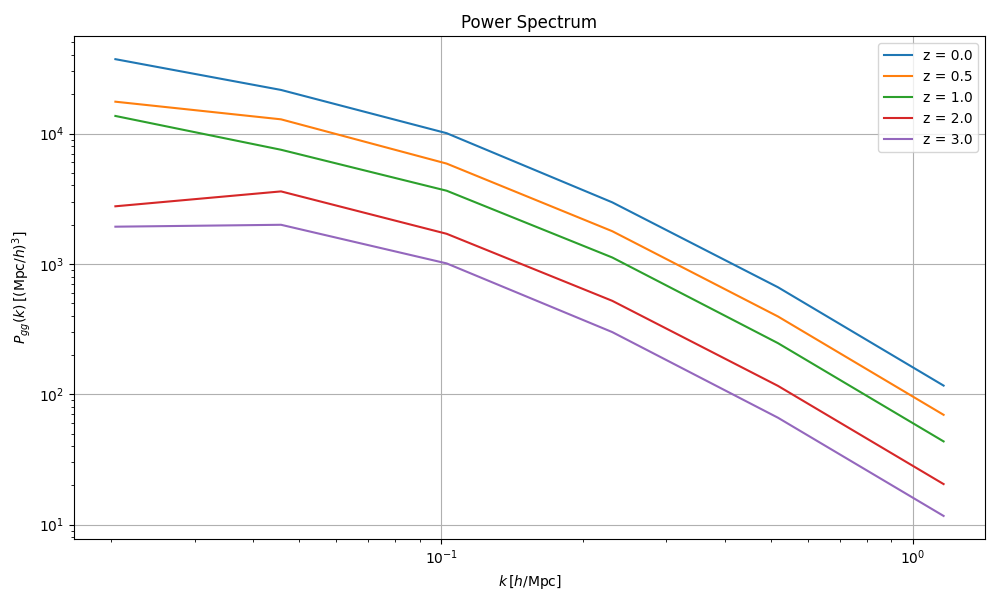 Power Spectrum
z = 0.0
z = 0.5
z = 1.0
z = 2.0
z = 3.0
10⁴
10³
10²
10¹
P_gg(k) [(Mpc/h)³]
10⁻¹
10⁰
k [h/Mpc]